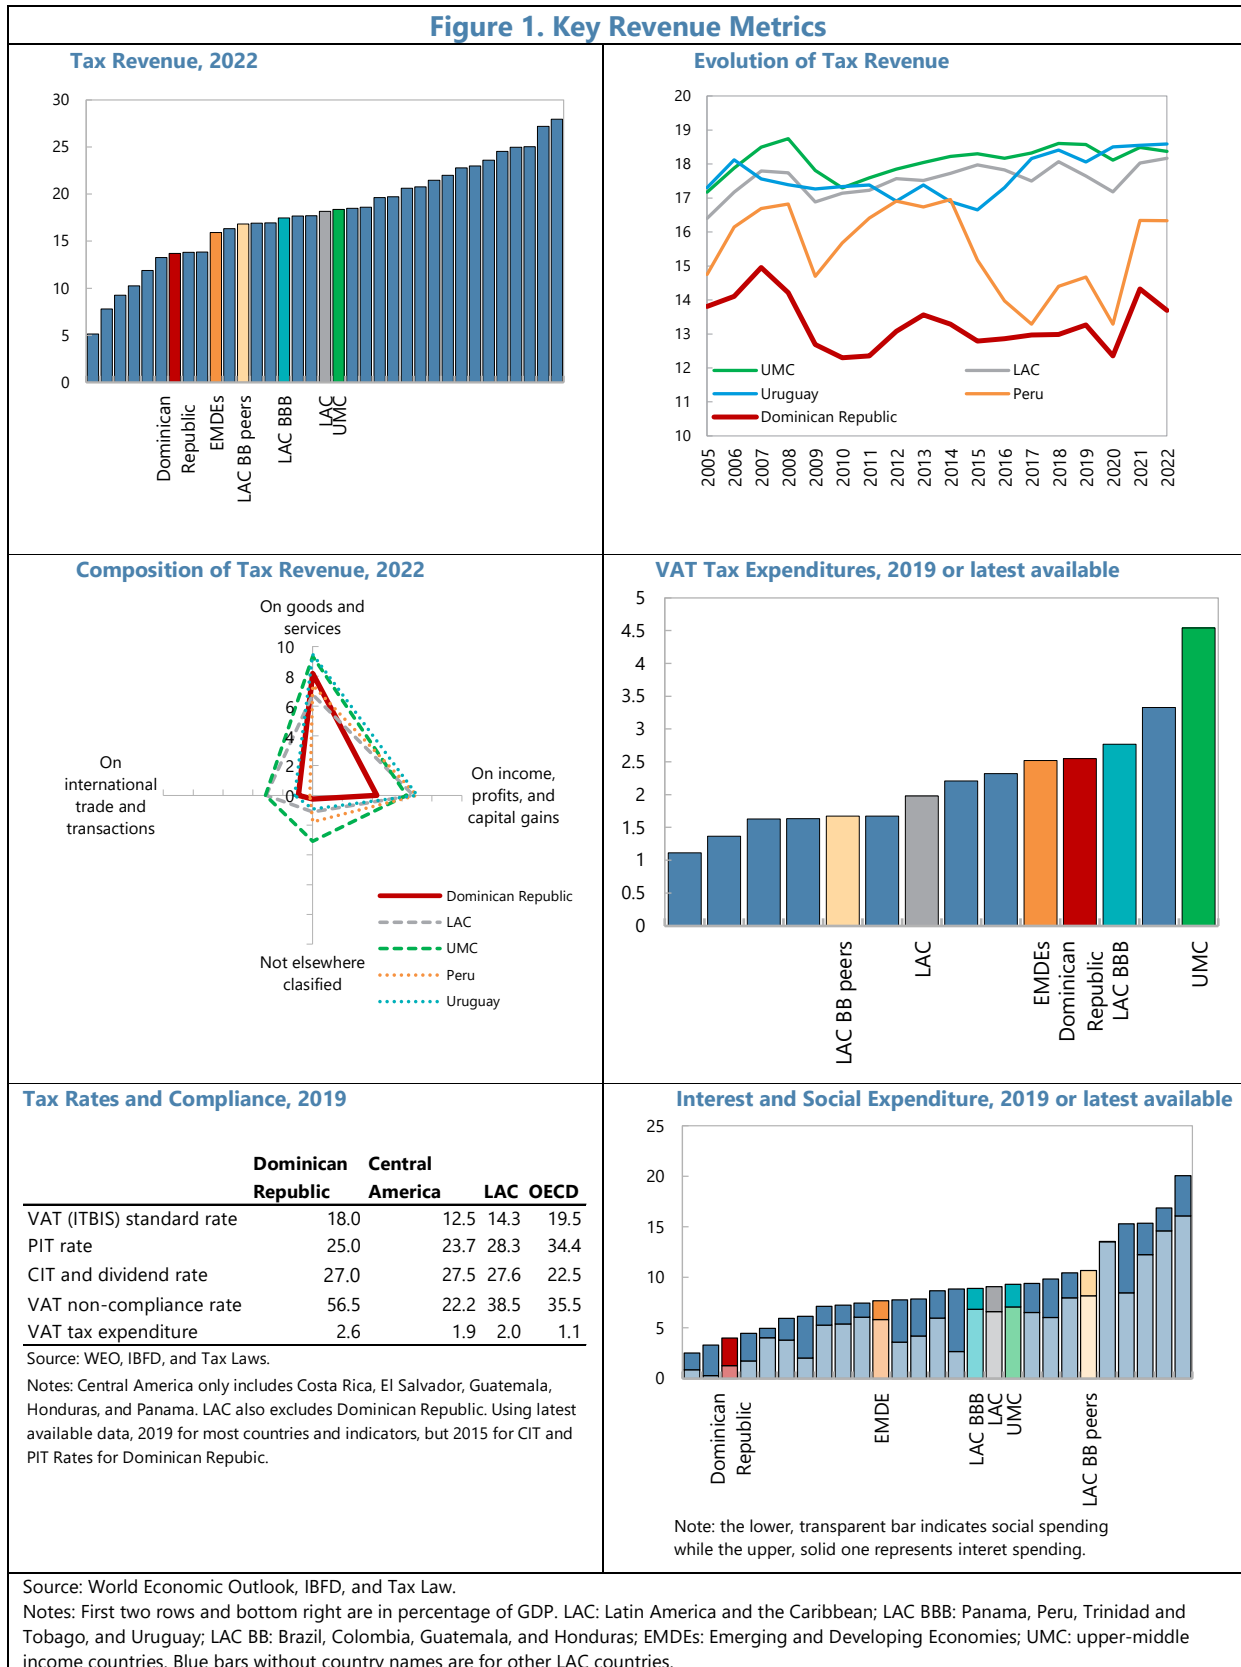 Figure 1. Key Revenue Metrics
Tax Revenue, 2022
30
25
20
15
10
5
0
Dominican
Republic
EMDEs
LAC BB peers
LAC BBB
LAC
UMC
Evolution of Tax Revenue
20
19
18
17
16
15
14
13
12
11
10
UMC
LAC
Uruguay
Peru
Dominican Republic
2005
2006
2007
2008
2009
2010
2011
2012
2013
2014
2015
2016
2017
2018
2019
2020
2021
2022
Composition of Tax Revenue, 2022
On goods and
services
10
8
6
4
2
0
On
international
trade and
transactions
On income,
profits, and
capital gains
Not elsewhere
clasified
Dominican Republic
LAC
UMC
Peru
Uruguay
VAT Tax Expenditures, 2019 or latest available
5
4.5
4
3.5
3
2.5
2
1.5
1
0.5
0
LAC BB peers
LAC
EMDEs
Dominican
Republic
LAC BBB
UMC
Tax Rates and Compliance, 2019
Dominican Central
Republic America LAC OECD
VAT (ITBIS) standard rate 18.0 12.5 14.3 19.5
PIT rate 25.0 23.7 28.3 34.4
CIT and dividend rate 27.0 27.5 27.6 22.5
VAT non-compliance rate 56.5 22.2 38.5 35.5
VAT tax expenditure 2.6 1.9 2.0 1.1
Source: WEO, IBFD, and Tax Laws.
Notes: Central America only includes Costa Rica, El Salvador, Guatemala,
Honduras, and Panama. LAC also excludes Dominican Republic. Using latest
available data, 2019 for most countries and indicators, but 2015 for CIT and
PIT Rates for Dominican Repubic.
Interest and Social Expenditure, 2019 or latest available
25
20
15
10
5
0
Dominican
Republic
EMDE
LAC BBB
LAC
UMC
LAC BB peers
Note: the lower, transparent bar indicates social spending
while the upper, solid one represents interet spending.
Source: World Economic Outlook, IBFD, and Tax Law.
Notes: First two rows and bottom right are in percentage of GDP. LAC: Latin America and the Caribbean; LAC BBB: Panama, Peru, Trinidad and
Tobago, and Uruguay; LAC BB: Brazil, Colombia, Guatemala, and Honduras; EMDEs: Emerging and Developing Economies; UMC: upper-middle
income countries. Blue bars without country names are for other LAC countries.